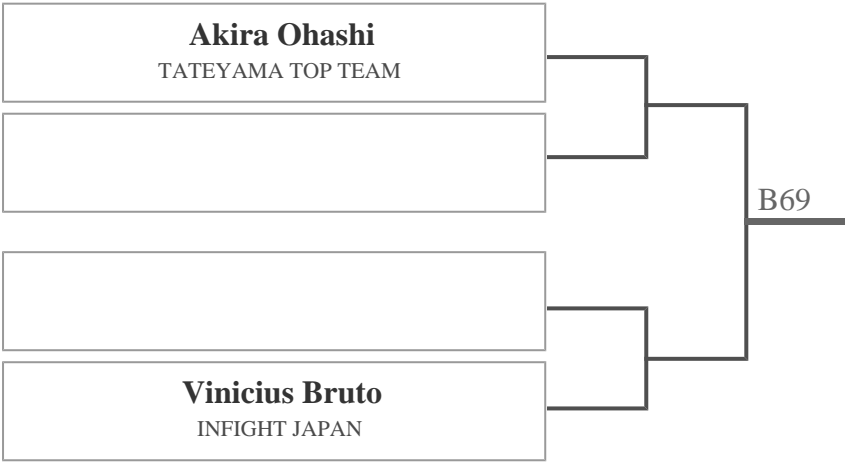 Akira Ohashi
TATEYAMA TOP TEAM
B69
Vinicius Bruto
INFIGHT JAPAN